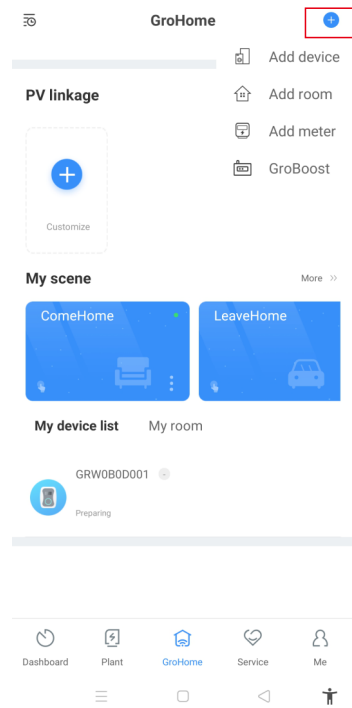 GroHome
Add device
PV linkage
Add room
Add meter
GroBoost
Customize
My scene
More
ComeHome
LeaveHome
My device list
My room
GRW0B0D001
Preparing
Dashboard
Plant
GroHome
Service
Me